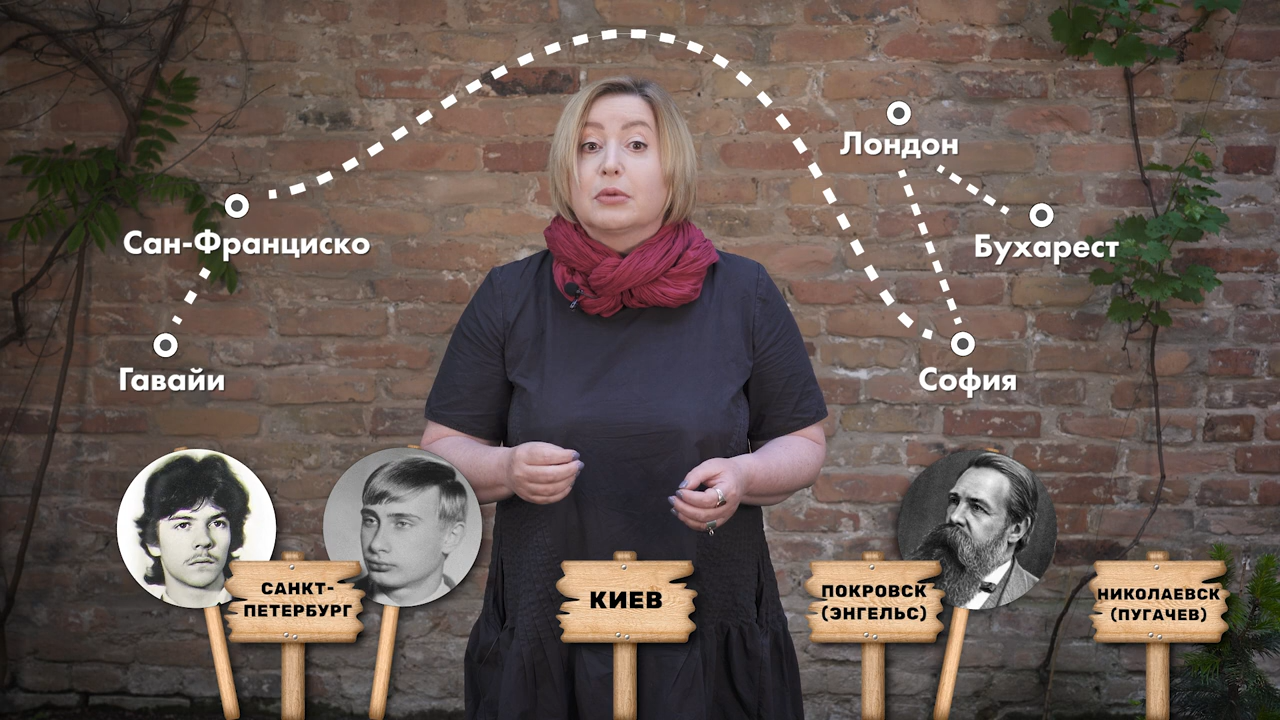 Лондон
Сан-Франциско
Бухарест
Гавайи
София
САНКТ-
ПЕТЕРБУРГ
КИЕВ
ПОКРОВСК
(ЭНГЕЛЬС)
НИКОЛАЕВСК
(ПУГАЧЕВ)